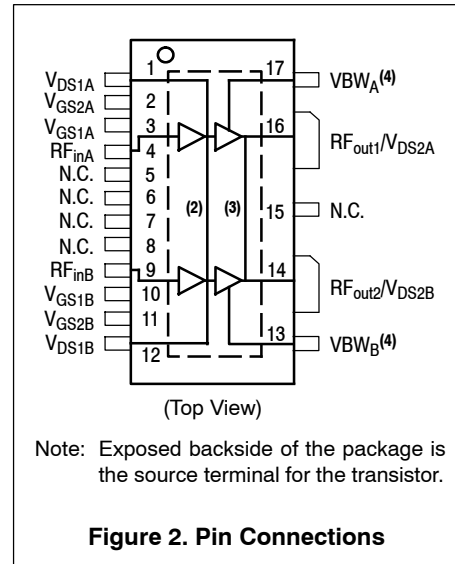 V_DS1A 1 17 VBW_A(4)
V_GS2A 2
V_GS1A 3 16 RF_out1/V_DS2A
RF_inA 4
N.C. 5
N.C. 6 (2) (3) 15 N.C.
N.C. 7
N.C. 8
RF_inB 9 14 RF_out2/V_DS2B
V_GS1B 10
V_GS2B 11 13 VBW_B(4)
V_DS1B 12
(Top View)
Note: Exposed backside of the package is
the source terminal for the transistor.
Figure 2. Pin Connections